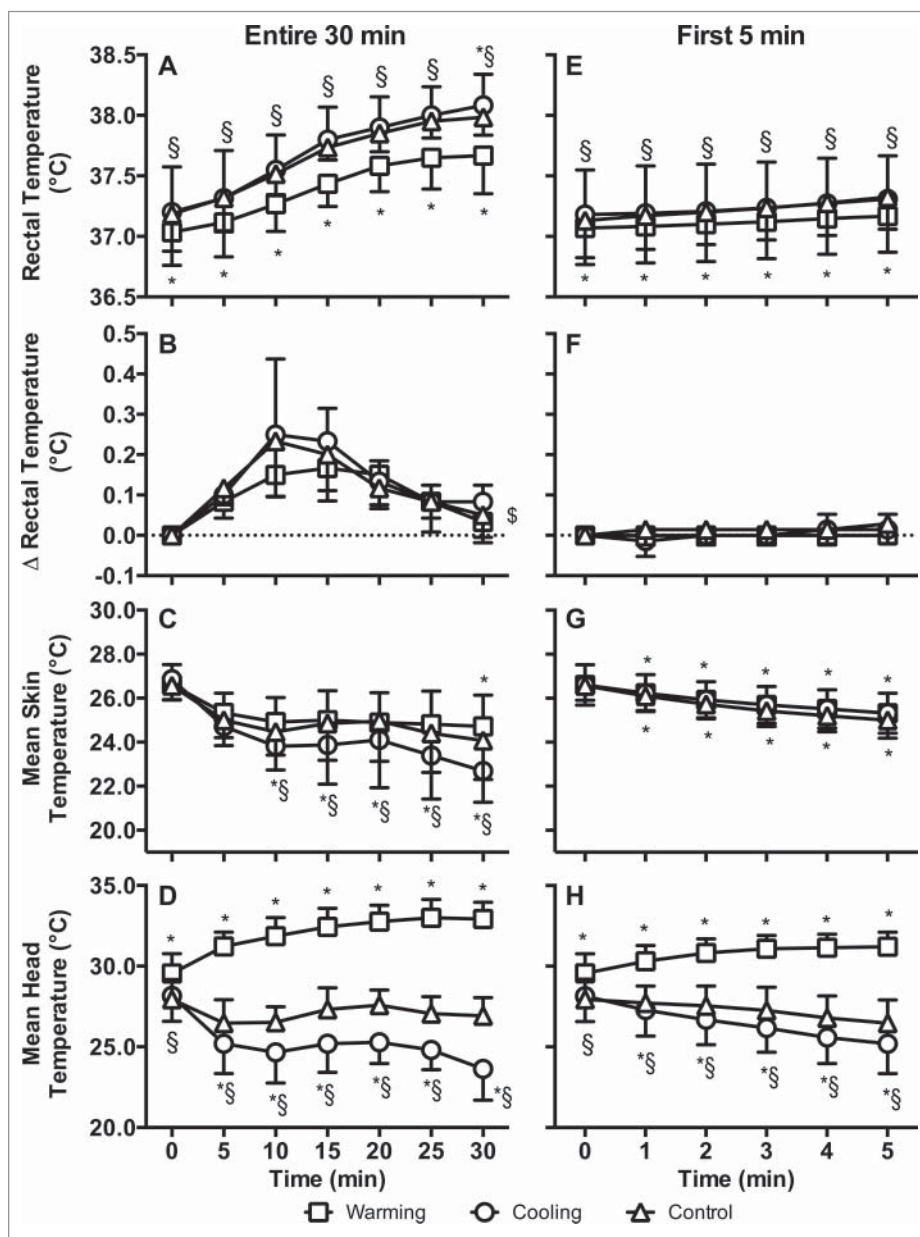 Entire 30 min
First 5 min
A
Rectal Temperature
(°C)
38.5
38.0
37.5
37.0
36.5
§ § § § § § *§
* * * * * * *
E
§ § § § § §
* * * * * *
B
Δ Rectal Temperature
(°C)
0.5
0.4
0.3
0.2
0.1
0.0
-0.1
$
F
C
Mean Skin
Temperature (°C)
30.0
28.0
26.0
24.0
22.0
20.0
*
*§ *§ *§ *§ *§
G
* * * * *
* * * * *
D
Mean Head
Temperature (°C)
35.0
30.0
25.0
20.0
* * * * * * *
§ *§ *§ *§ *§ *§ *§
H
* * * * * *
§ *§ *§ *§ *§ *§
0 5 10 15 20 25 30
Time (min)
0 1 2 3 4 5
Time (min)
Warming Cooling Control